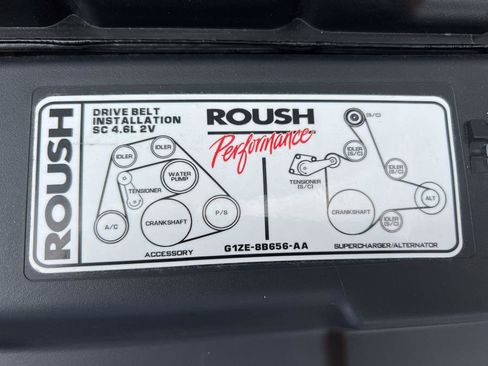 ROUSH
DRIVE BELT
INSTALLATION
SC 4.6L 2V
IDLER
IDLER
TENSIONER
WATER
PUMP
A/C
CRANKSHAFT
P/S
ACCESSORY
ROUSH
Performance
G1ZE-8B656-AA
(S/C)
IDLER
(S/C)
TENSIONER
(S/C)
CRANKSHAFT
ALT
IDLER
(S/C)
SUPERCHARGER/ALTERNATOR